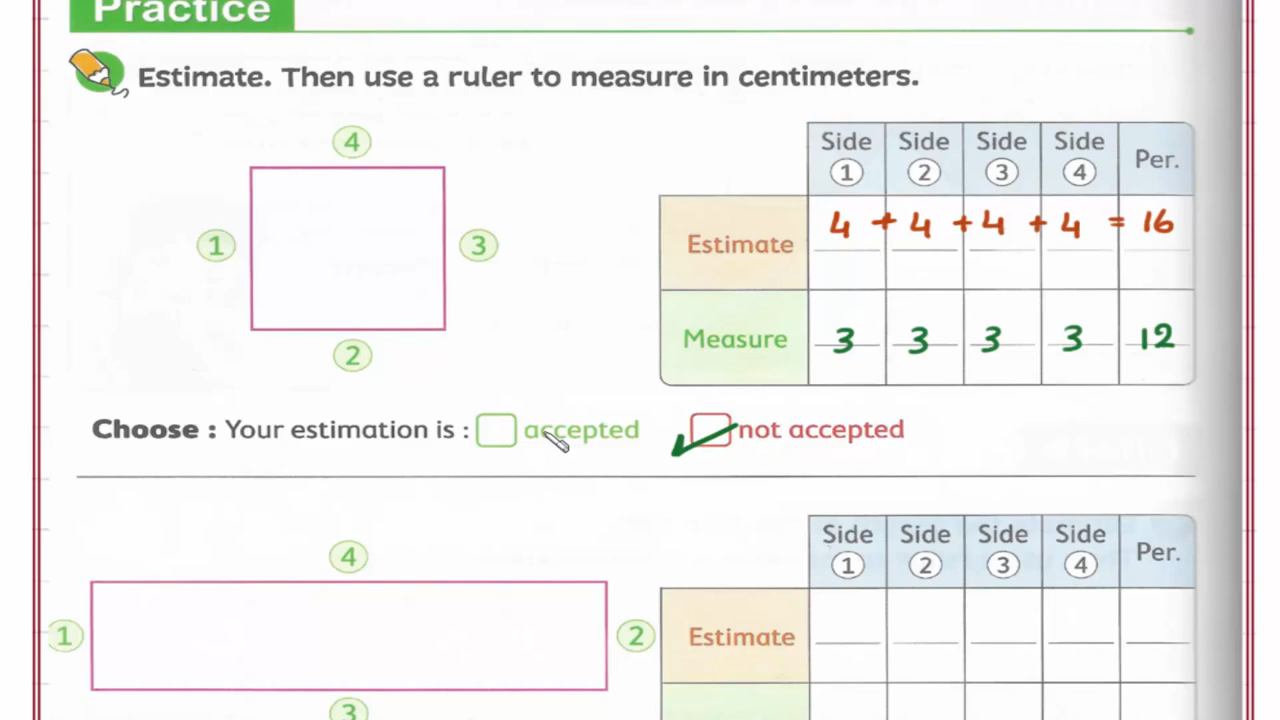 Practice
Estimate. Then use a ruler to measure in centimeters.
4
1
3
2
Side Side Side Side Per.
1 2 3 4
Estimate 4 + 4 + 4 + 4 = 16
Measure 3 3 3 3 12
Choose : Your estimation is : accepted not accepted
4
1
2
3
Side Side Side Side Per.
1 2 3 4
Estimate